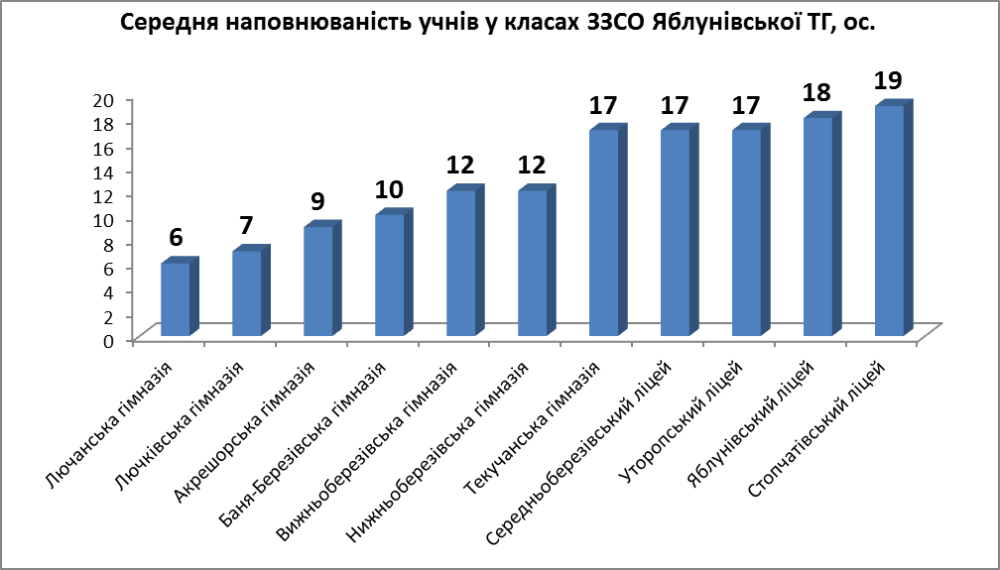 Середня наповнюваність учнів у класах ЗЗСО Яблунівської ТГ, ос.
20
18
16
14
12
10
8
6
4
2
0
6
7
9
10
12
12
17
17
17
18
19
Лючанська гімназія
Лючківська гімназія
Акрешорська гімназія
Баня-Березівська гімназія
Вижньоберезівська гімназія
Нижньоберезівська гімназія
Текучанська гімназія
Середньоберезівський ліцей
Уторопський ліцей
Яблунівський ліцей
Стопчатівський ліцей